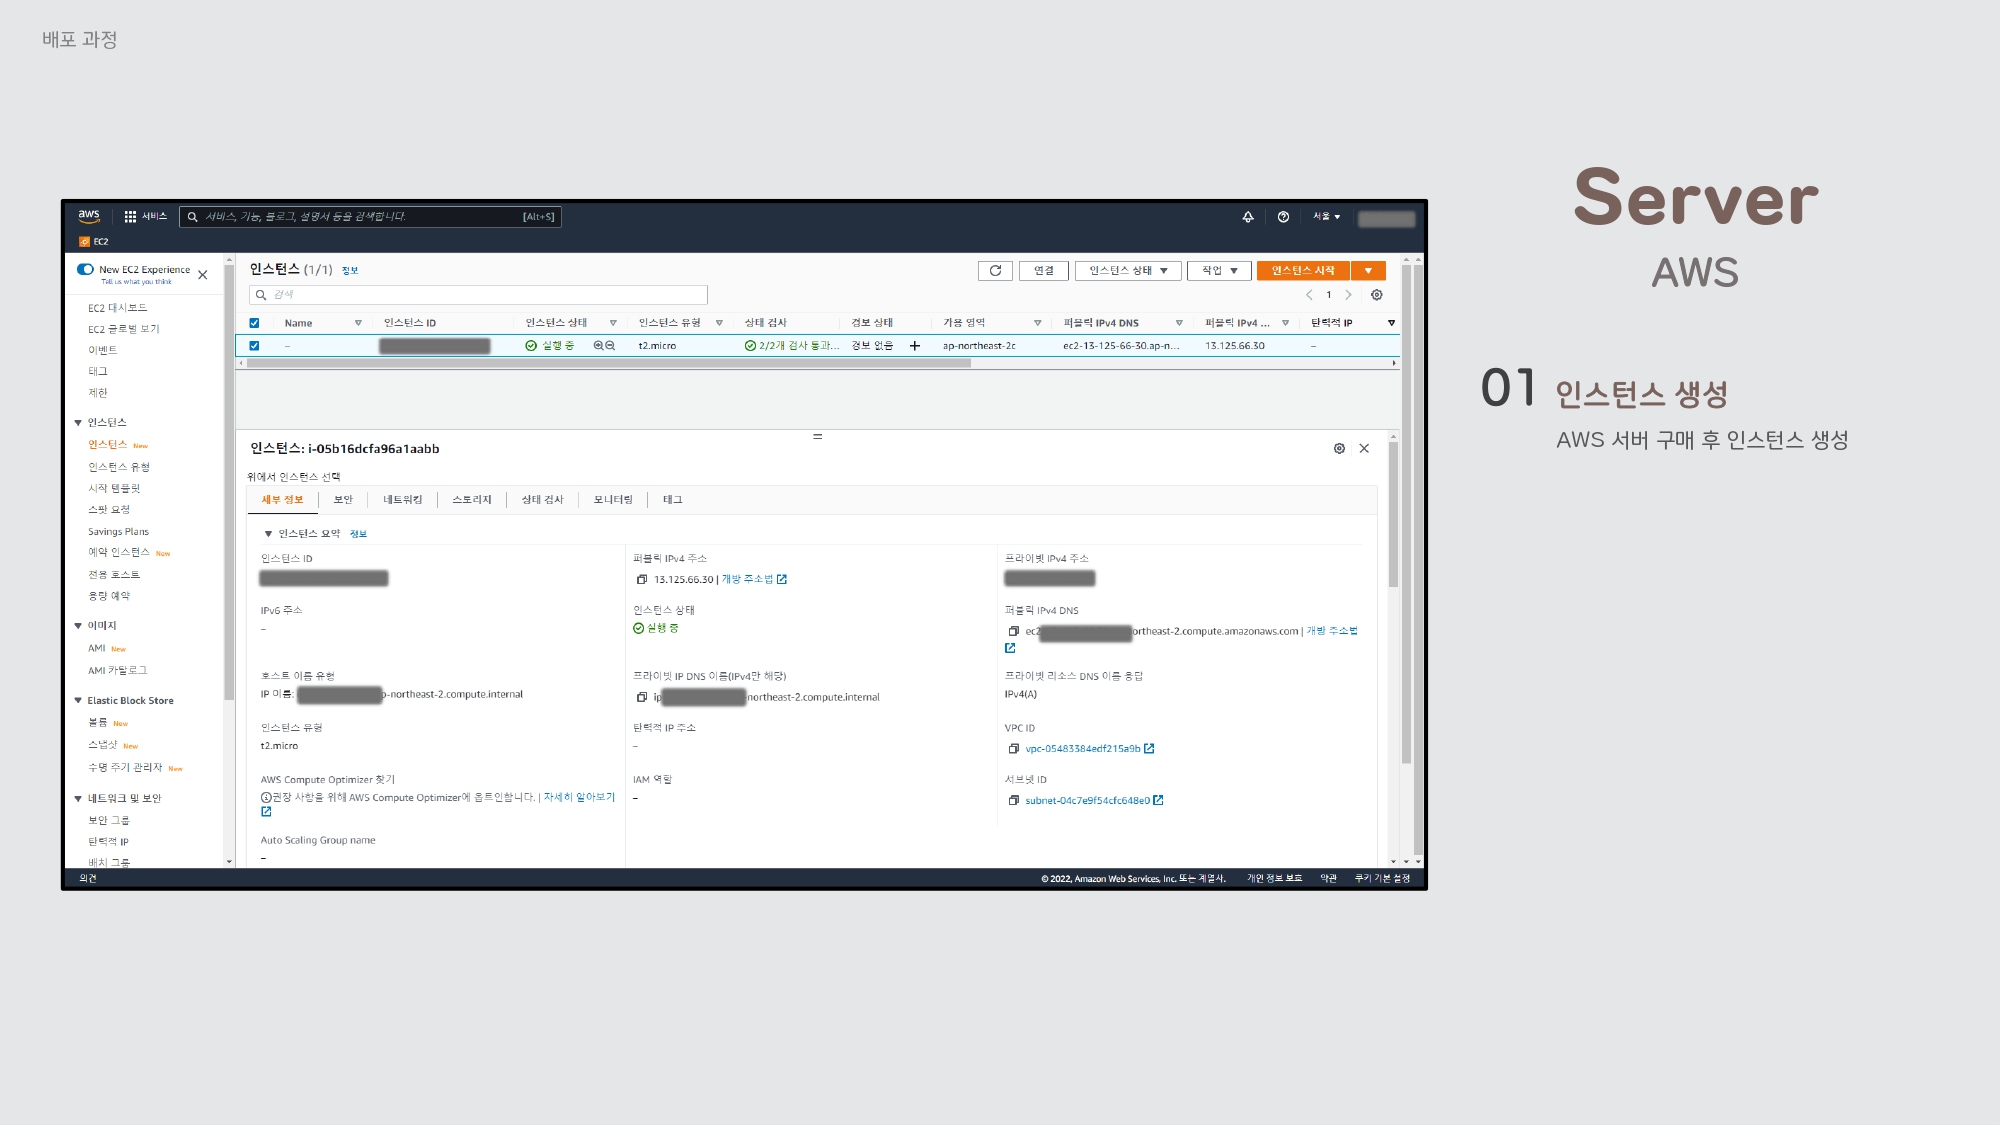 배포 과정
Server
AWS
01 인스턴스 생성
AWS 서버 구매 후 인스턴스 생성
aws 서비스 서비스, 기능, 블로그, 설명서 등을 검색합니다. [Alt+S] 서울
EC2
New EC2 Experience
Tell us what you think
EC2 대시보드
EC2 글로벌 보기
이벤트
태그
제한
인스턴스
인스턴스 New
인스턴스 유형
시작 템플릿
스팟 요청
Savings Plans
예약 인스턴스 New
전용 호스트
용량 예약
이미지
AMI New
AMI 카탈로그
Elastic Block Store
볼륨 New
스냅샷 New
수명 주기 관리자 New
네트워크 및 보안
보안 그룹
탄력적 IP
배치 그룹
인스턴스 (1/1) 정보 연결 인스턴스 상태 작업 인스턴스 시작
검색 1
Name 인스턴스 ID 인스턴스 상태 인스턴스 유형 상태 검사 경보 상태 가용 영역 퍼블릭 IPv4 DNS 퍼블릭 IPv4 ... 탄력적 IP
– 실행 중 t2.micro 2/2개 검사 통과... 경보 없음 ap-northeast-2c ec2-13-125-66-30.ap-n... 13.125.66.30 –
인스턴스: i-05b16dcfa96a1aabb
위에서 인스턴스 선택
세부 정보 보안 네트워킹 스토리지 상태 검사 모니터링 태그
인스턴스 요약 정보
인스턴스 ID 퍼블릭 IPv4 주소 프라이빗 IPv4 주소
13.125.66.30 | 개방 주소법
IPv6 주소 인스턴스 상태 퍼블릭 IPv4 DNS
– 실행 중 ec2 ortheast-2.compute.amazonaws.com | 개방 주소법
호스트 이름 유형 프라이빗 IP DNS 이름(IPv4만 해당) 프라이빗 리소스 DNS 이름 응답
IP 이름: p-northeast-2.compute.internal ip northeast-2.compute.internal IPv4(A)
인스턴스 유형 탄력적 IP 주소 VPC ID
t2.micro – vpc-05483384edf215a9b
AWS Compute Optimizer 찾기 IAM 역할 서브넷 ID
권장 사항을 위해 AWS Compute Optimizer에 옵트인합니다. | 자세히 알아보기 – subnet-04c7e9f54cfc648e0
Auto Scaling Group name
–
의견 © 2022, Amazon Web Services, Inc. 또는 계열사. 개인 정보 보호 약관 쿠키 기본 설정